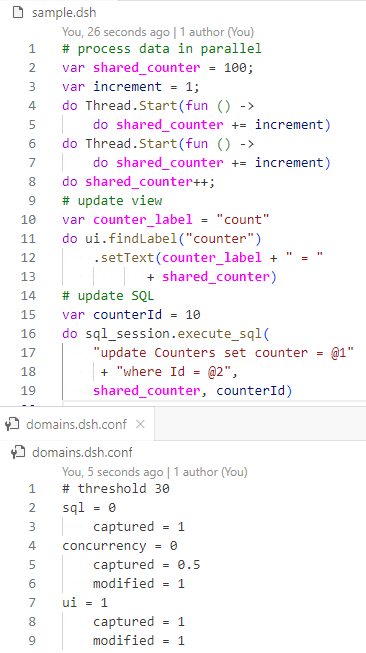 sample.dsh
You, 26 seconds ago | 1 author (You)
1 # process data in parallel
2 var shared_counter = 100;
3 var increment = 1;
4 do Thread.Start(fun () ->
5 do shared_counter += increment)
6 do Thread.Start(fun () ->
7 do shared_counter += increment)
8 do shared_counter++;
9 # update view
10 var counter_label = "count"
11 do ui.findLabel("counter")
12 .setText(counter_label + " = "
13 + shared_counter)
14 # update SQL
15 var counterId = 10
16 do sql_session.execute_sql(
17 "update Counters set counter = @1"
18 + "where Id = @2",
19 shared_counter, counterId)
domains.dsh.conf ×
domains.dsh.conf
You, 5 seconds ago | 1 author (You)
1 # threshold 30
2 sql = 0
3 captured = 1
4 concurrency = 0
5 captured = 0.5
6 modified = 1
7 ui = 1
8 captured = 1
9 modified = 1